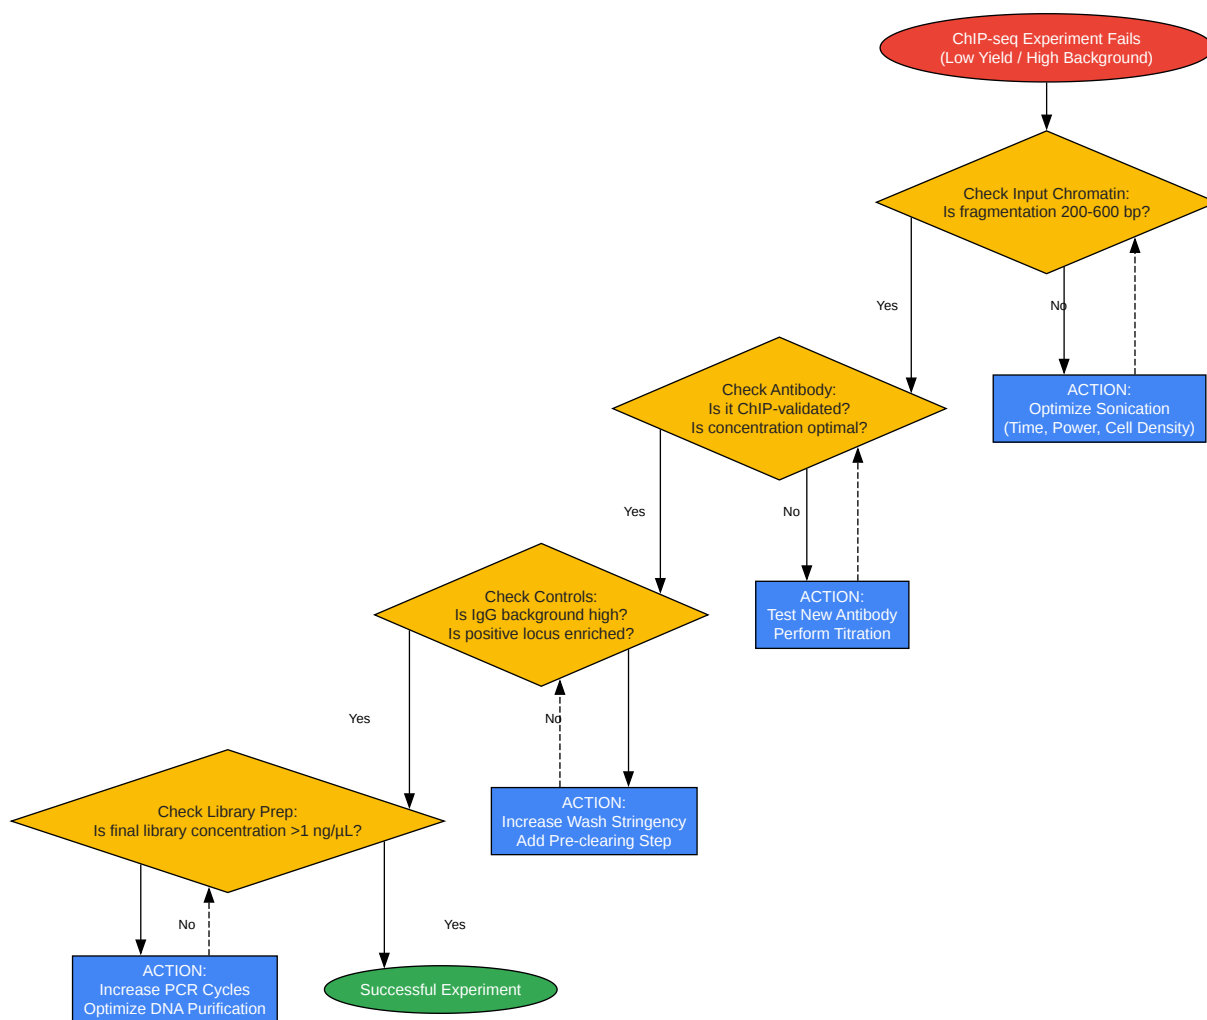 ChIP-seq Experiment Fails
(Low Yield / High Background)
Check Input Chromatin:
Is fragmentation 200-600 bp?
Yes
No
Check Antibody:
Is it ChIP-validated?
Is concentration optimal?
ACTION:
Optimize Sonication
(Time, Power, Cell Density)
Yes
No
Check Controls:
Is IgG background high?
Is positive locus enriched?
ACTION:
Test New Antibody
Perform Titration
Yes
No
Check Library Prep:
Is final library concentration >1 ng/µL?
ACTION:
Increase Wash Stringency
Add Pre-clearing Step
No
Yes
ACTION:
Increase PCR Cycles
Optimize DNA Purification
Successful Experiment